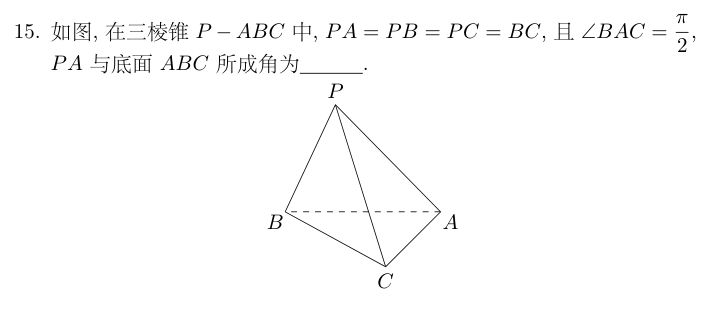 15. 如图, 在三棱锥 P − ABC 中, PA = PB = PC = BC, 且 ∠BAC = π/2,
PA 与底面 ABC 所成角为______.
P
B
A
C